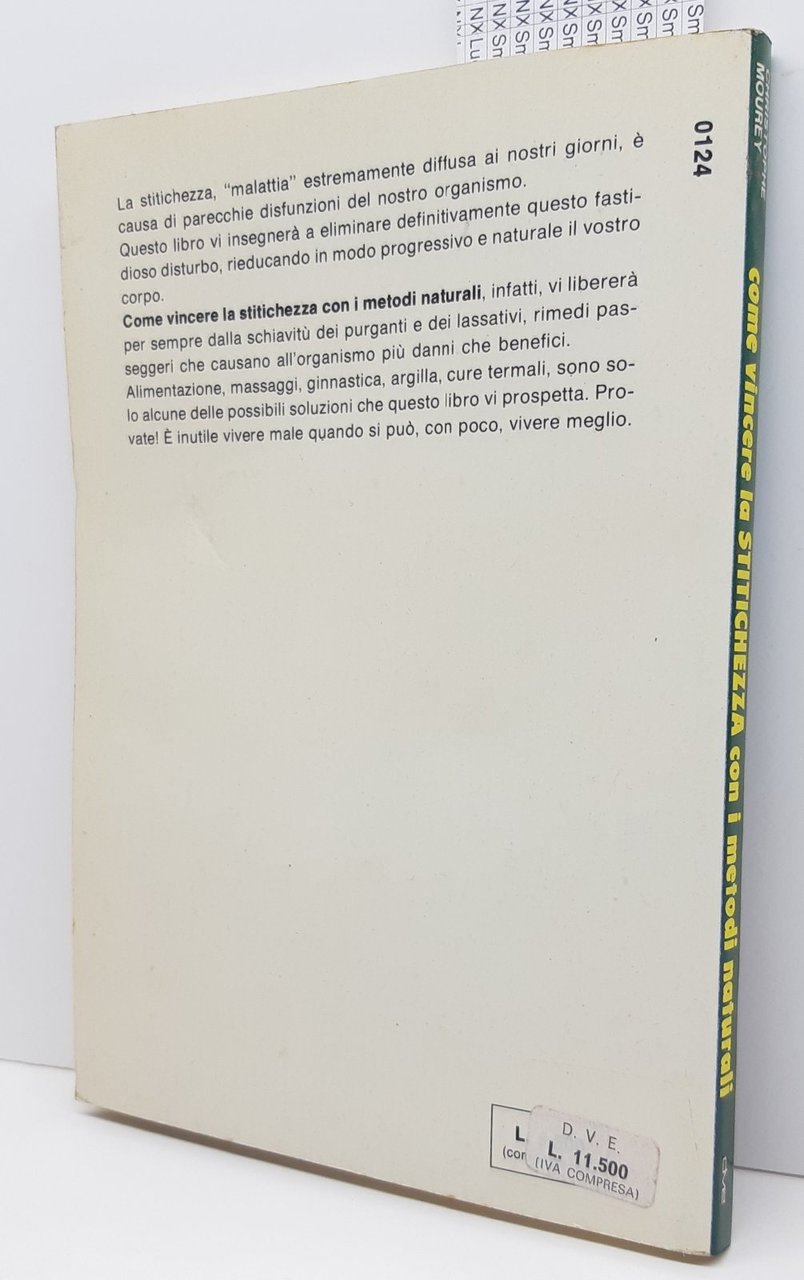 La stitichezza, “malattia” estremamente diffusa ai nostri giorni, è
causa di parecchie disfunzioni del nostro organismo.
Questo libro vi insegnerà a eliminare definitivamente questo fasti-
dioso disturbo, rieducando in modo progressivo e naturale il vostro
corpo.
Come vincere la stitichezza con i metodi naturali, infatti, vi libererà
per sempre dalla schiavitù dei purganti e dei lassativi, rimedi pas-
seggeri che causano all'organismo più danni che benefici.
Alimentazione, massaggi, ginnastica, argilla, cure termali, sono so-
lo alcune delle possibili soluzioni che questo libro vi prospetta. Pro-
vate! È inutile vivere male quando si può, con poco, vivere meglio.
0124
CHRISTOPHE
MOUREY
come vincere la STITICHEZZA con i metodi naturali
dve
L.
D. V. E.
L. 11.500
(IVA COMPRESA)